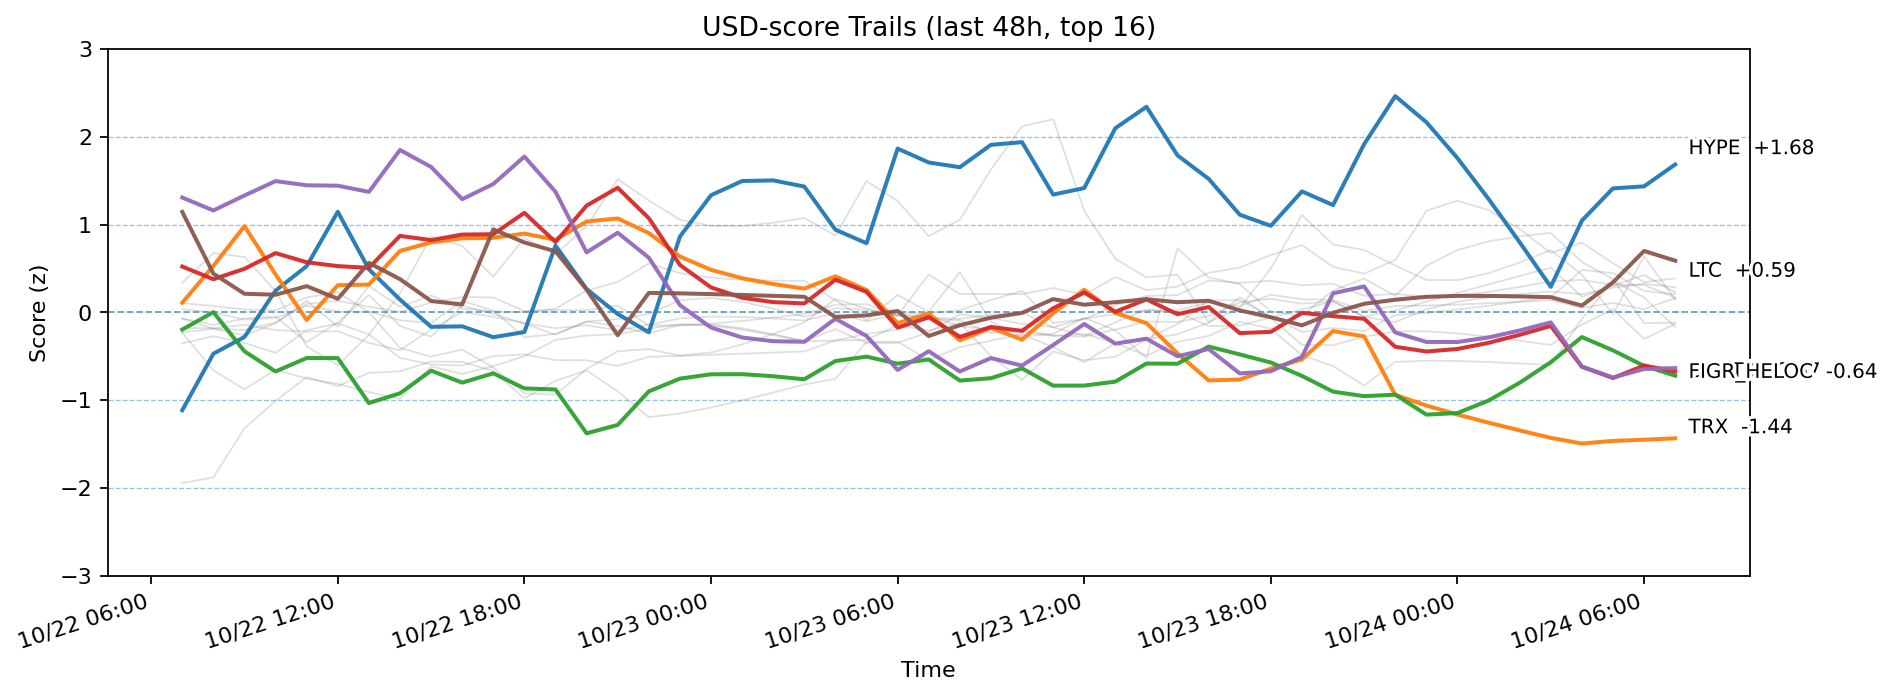 USD-score Trails (last 48h, top 16)
Score (z)
3
2
1
0
−1
−2
−3
HYPE +1.68
LTC +0.59
FIGR_HELOC -0.64
TRX -1.44
10/22 06:00
10/22 12:00
10/22 18:00
10/23 00:00
10/23 06:00
10/23 12:00
10/23 18:00
10/24 00:00
10/24 06:00
Time